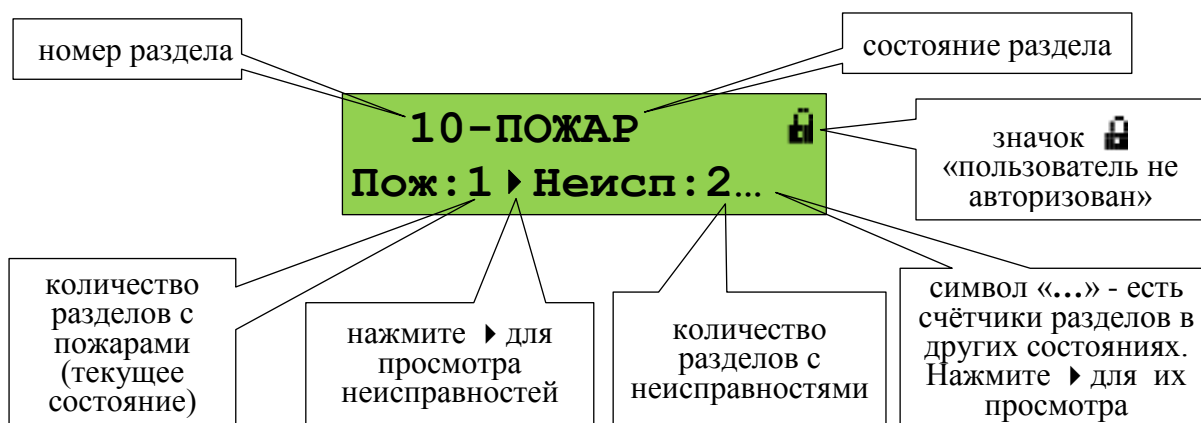 номер раздела
состояние раздела
10-ПОЖАР
Пож:1 ▸ Неисп:2...
значок
«пользователь не
авторизован»
количество
разделов с
пожарами
(текущее
состояние)
нажмите ▸ для
просмотра
неисправностей
количество
разделов с
неисправностями
символ «...» - есть
счётчики разделов в
других состояниях.
Нажмите ▸ для их
просмотра